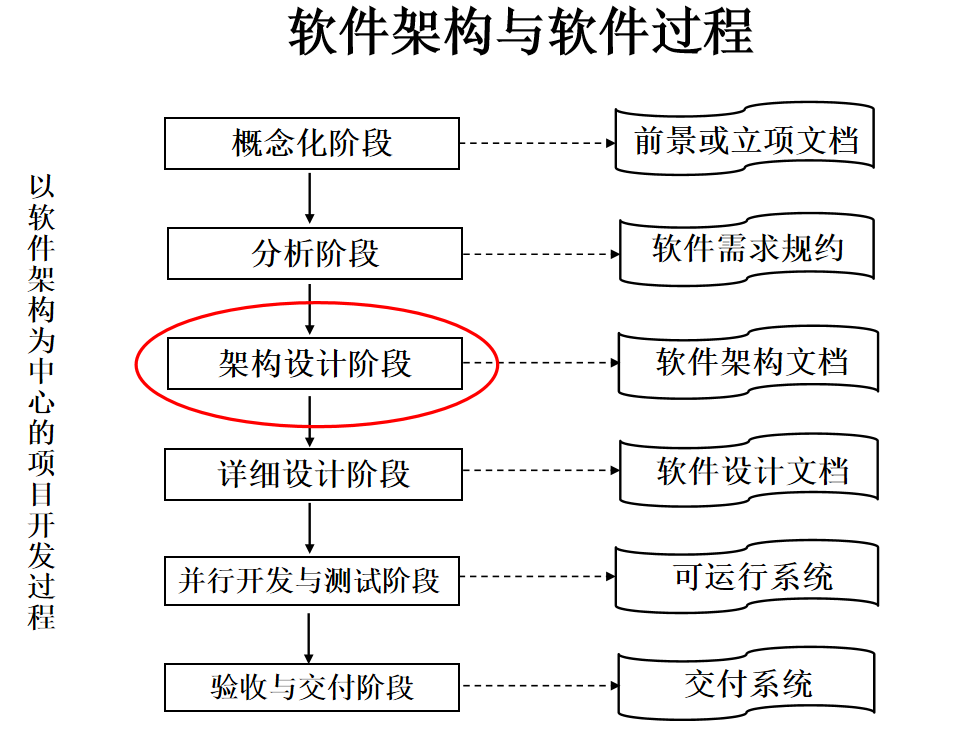 软件架构与软件过程
以软件架构为中心的项目开发过程
概念化阶段
前景或立项文档
分析阶段
软件需求规约
架构设计阶段
软件架构文档
详细设计阶段
软件设计文档
并行开发与测试阶段
可运行系统
验收与交付阶段
交付系统